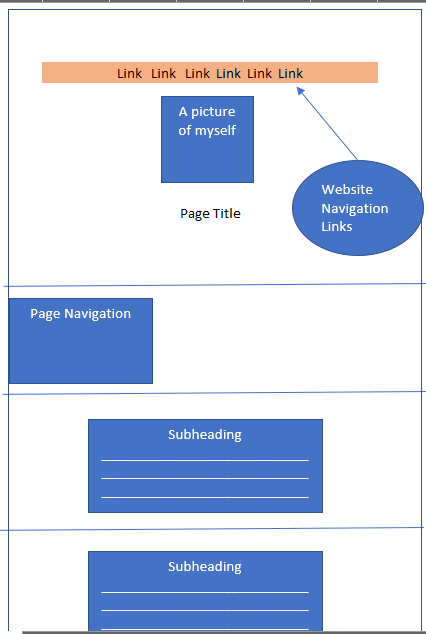 Link Link Link Link Link Link
A picture
of myself
Website
Navigation
Links
Page Title
Page Navigation
Subheading
Subheading